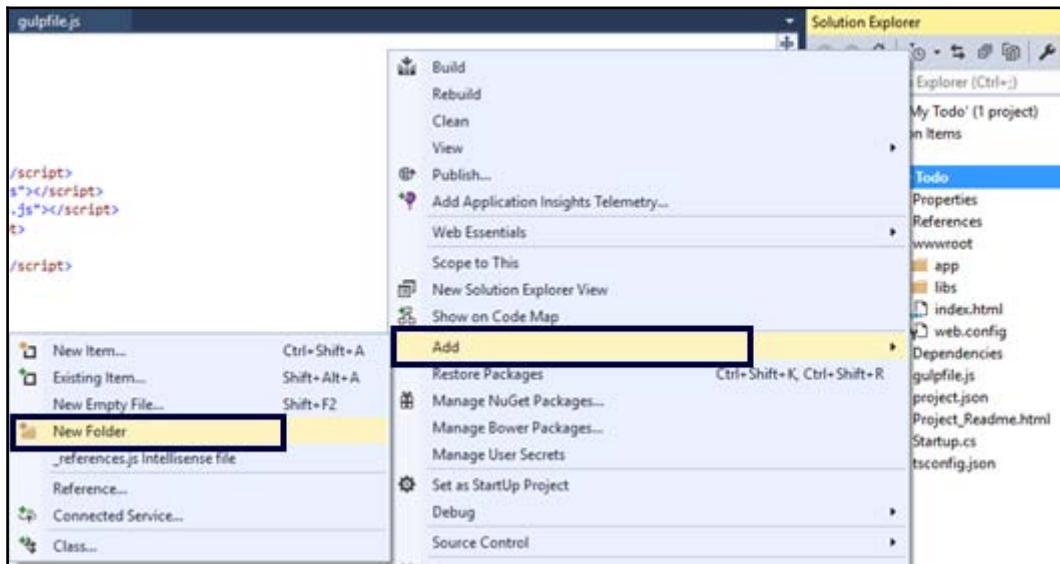 gulpfile.js
/script>
s"></script>
.js"></script>
t>
/script>
Build
Rebuild
Clean
View
Publish...
Add Application Insights Telemetry...
Web Essentials
Scope to This
New Solution Explorer View
Show on Code Map
Add
Restore Packages Ctrl+Shift+K, Ctrl+Shift+R
Manage NuGet Packages...
Manage Bower Packages...
Manage User Secrets
Set as StartUp Project
Debug
Source Control
New Item... Ctrl+Shift+A
Existing Item... Shift+Alt+A
New Empty File... Shift+F2
New Folder
_references.js Intellisense file
Reference...
Connected Service...
Class...
Solution Explorer
Explorer (Ctrl+;)
My Todo' (1 project)
on Items
Todo
Properties
References
wwwroot
app
libs
index.html
web.config
Dependencies
gulpfile.js
project.json
Project_Readme.html
Startup.cs
tsconfig.json